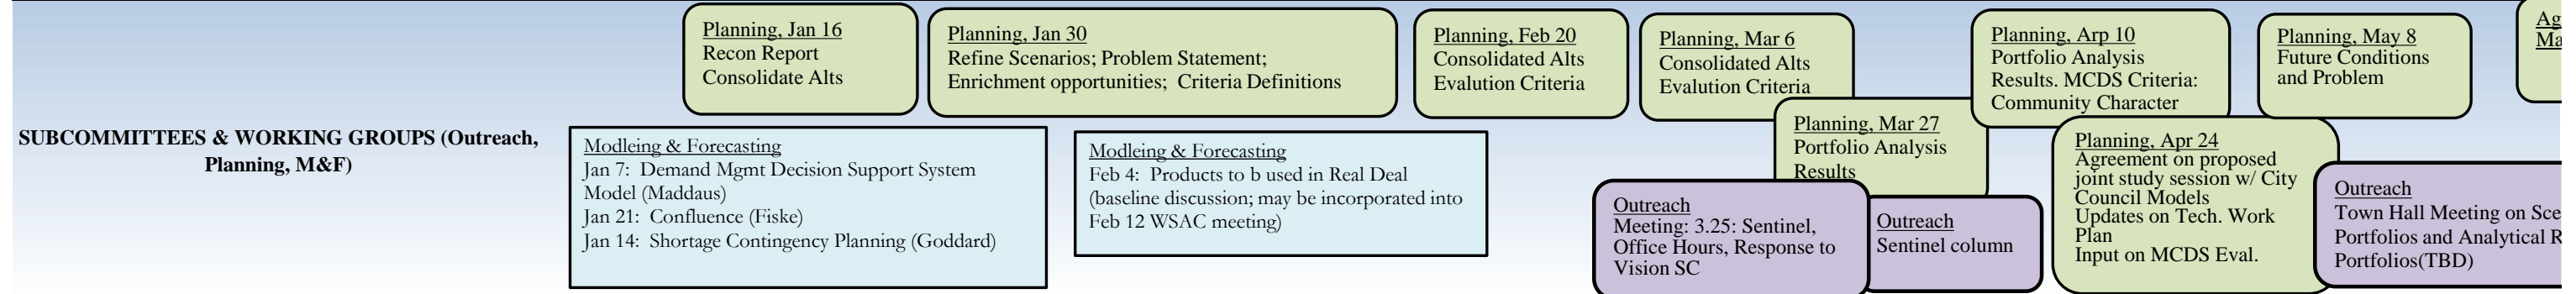 SUBCOMMITTEES & WORKING GROUPS (Outreach,
Planning, M&F)
Planning, Jan 16
Recon Report
Consolidate Alts
Planning, Jan 30
Refine Scenarios; Problem Statement;
Enrichment opportunities;  Criteria Definitions
Planning, Feb 20
Consolidated Alts
Evaluation Criteria
Planning, Mar 6
Consolidated Alts
Evalution Criteria
Planning, Mar 27
Portfolio Analysis
Results
Planning, Arp 10
Portfolio Analysis
Results. MCDS Criteria:
Community Character
Planning, May 8
Future Conditions
and Problem
Ag
Ma
Modleing & Forecasting
Jan 7:  Demand Mgmt Decision Support System
Model (Maddaus)
Jan 21:  Confluence (Fiske)
Jan 14:  Shortage Contingency Planning (Goddard)
Modleing & Forecasting
Feb 4:  Products to b used in Real Deal
(baseline discussion; may be incorporated into
Feb 12 WSAC meeting)
Outreach
Meeting: 3.25: Sentinel,
Office Hours, Response to
Vision SC
Outreach
Sentinel column
Planning, Apr 24
Agreement on proposed
joint study session w/ City
Council Models
Updates on Tech. Work
Plan
Input on MCDS Eval.
Outreach
Town Hall Meeting on Sce
Portfolios and Analytical R
Portfolios(TBD)